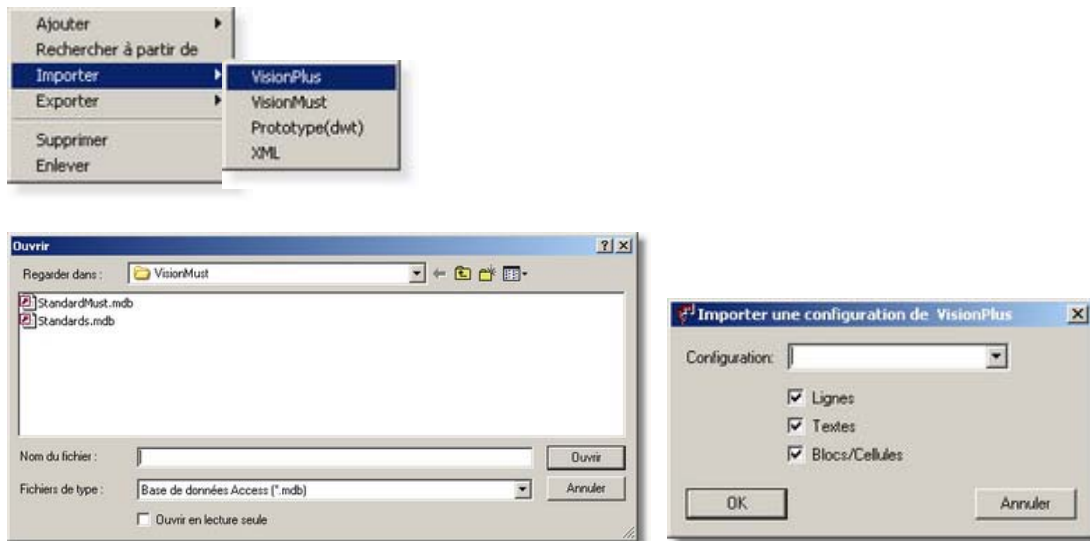 Ajouter
Rechercher à partir de
Importer
Exporter
Supprimer
Enlever
VisionPlus
VisionMust
Prototype(dwt)
XML
Ouvrir
Regarder dans :
VisionMust
StandardMust.mdb
Standards.mdb
Nom du fichier :
Ouvrir
Fichiers de type :
Base de données Access (*.mdb)
Annuler
Ouvrir en lecture seule
Importer une configuration de VisionPlus
Configuration:
Lignes
Textes
Blocs/Cellules
OK
Annuler